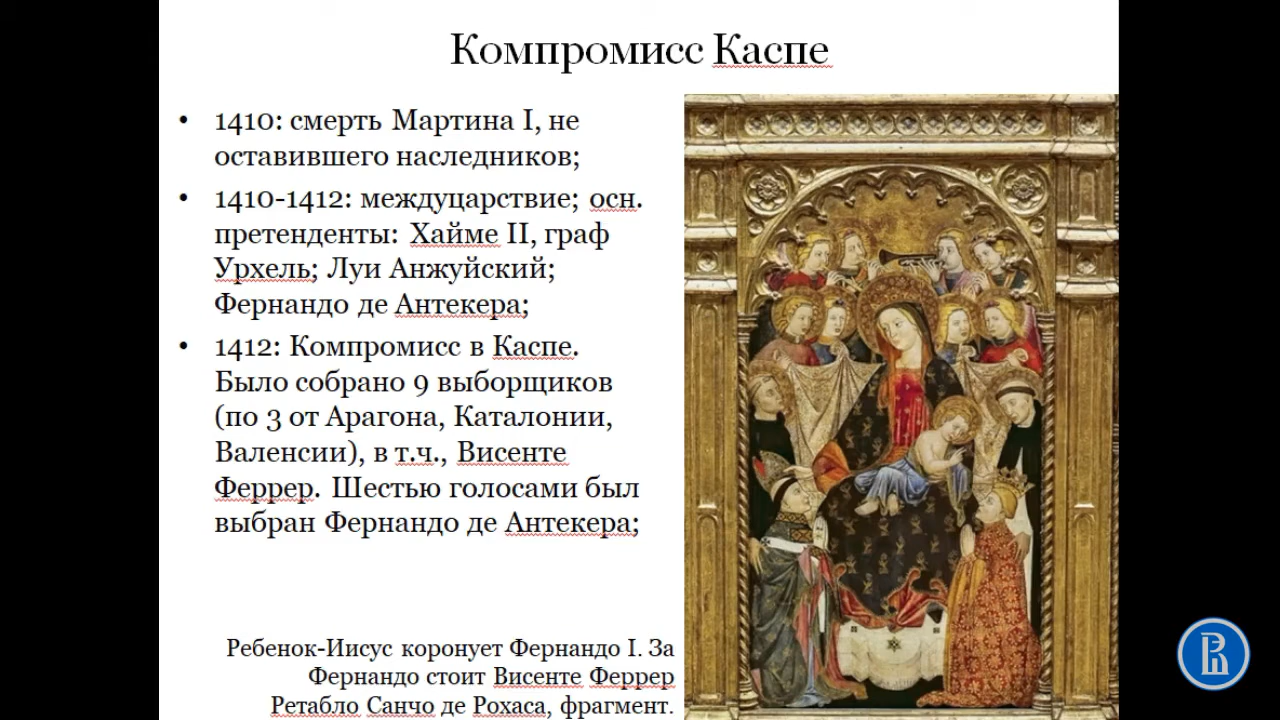 Компромисс Каспе
• 1410: смерть Мартина I, не
оставившего наследников;
• 1410-1412: междуцарствие; осн.
претенденты: Хайме II, граф
Урхель; Луи Анжуйский;
Фернандо де Антекера;
• 1412: Компромисс в Каспе.
Было собрано 9 выборщиков
(по 3 от Арагона, Каталонии,
Валенсии), в т.ч., Висенте
Феррер. Шестью голосами был
выбран Фернандо де Антекера;
Ребенок-Иисус коронует Фернандо I. За
Фернандо стоит Висенте Феррер
Ретабло Санчо де Рохаса, фрагмент.